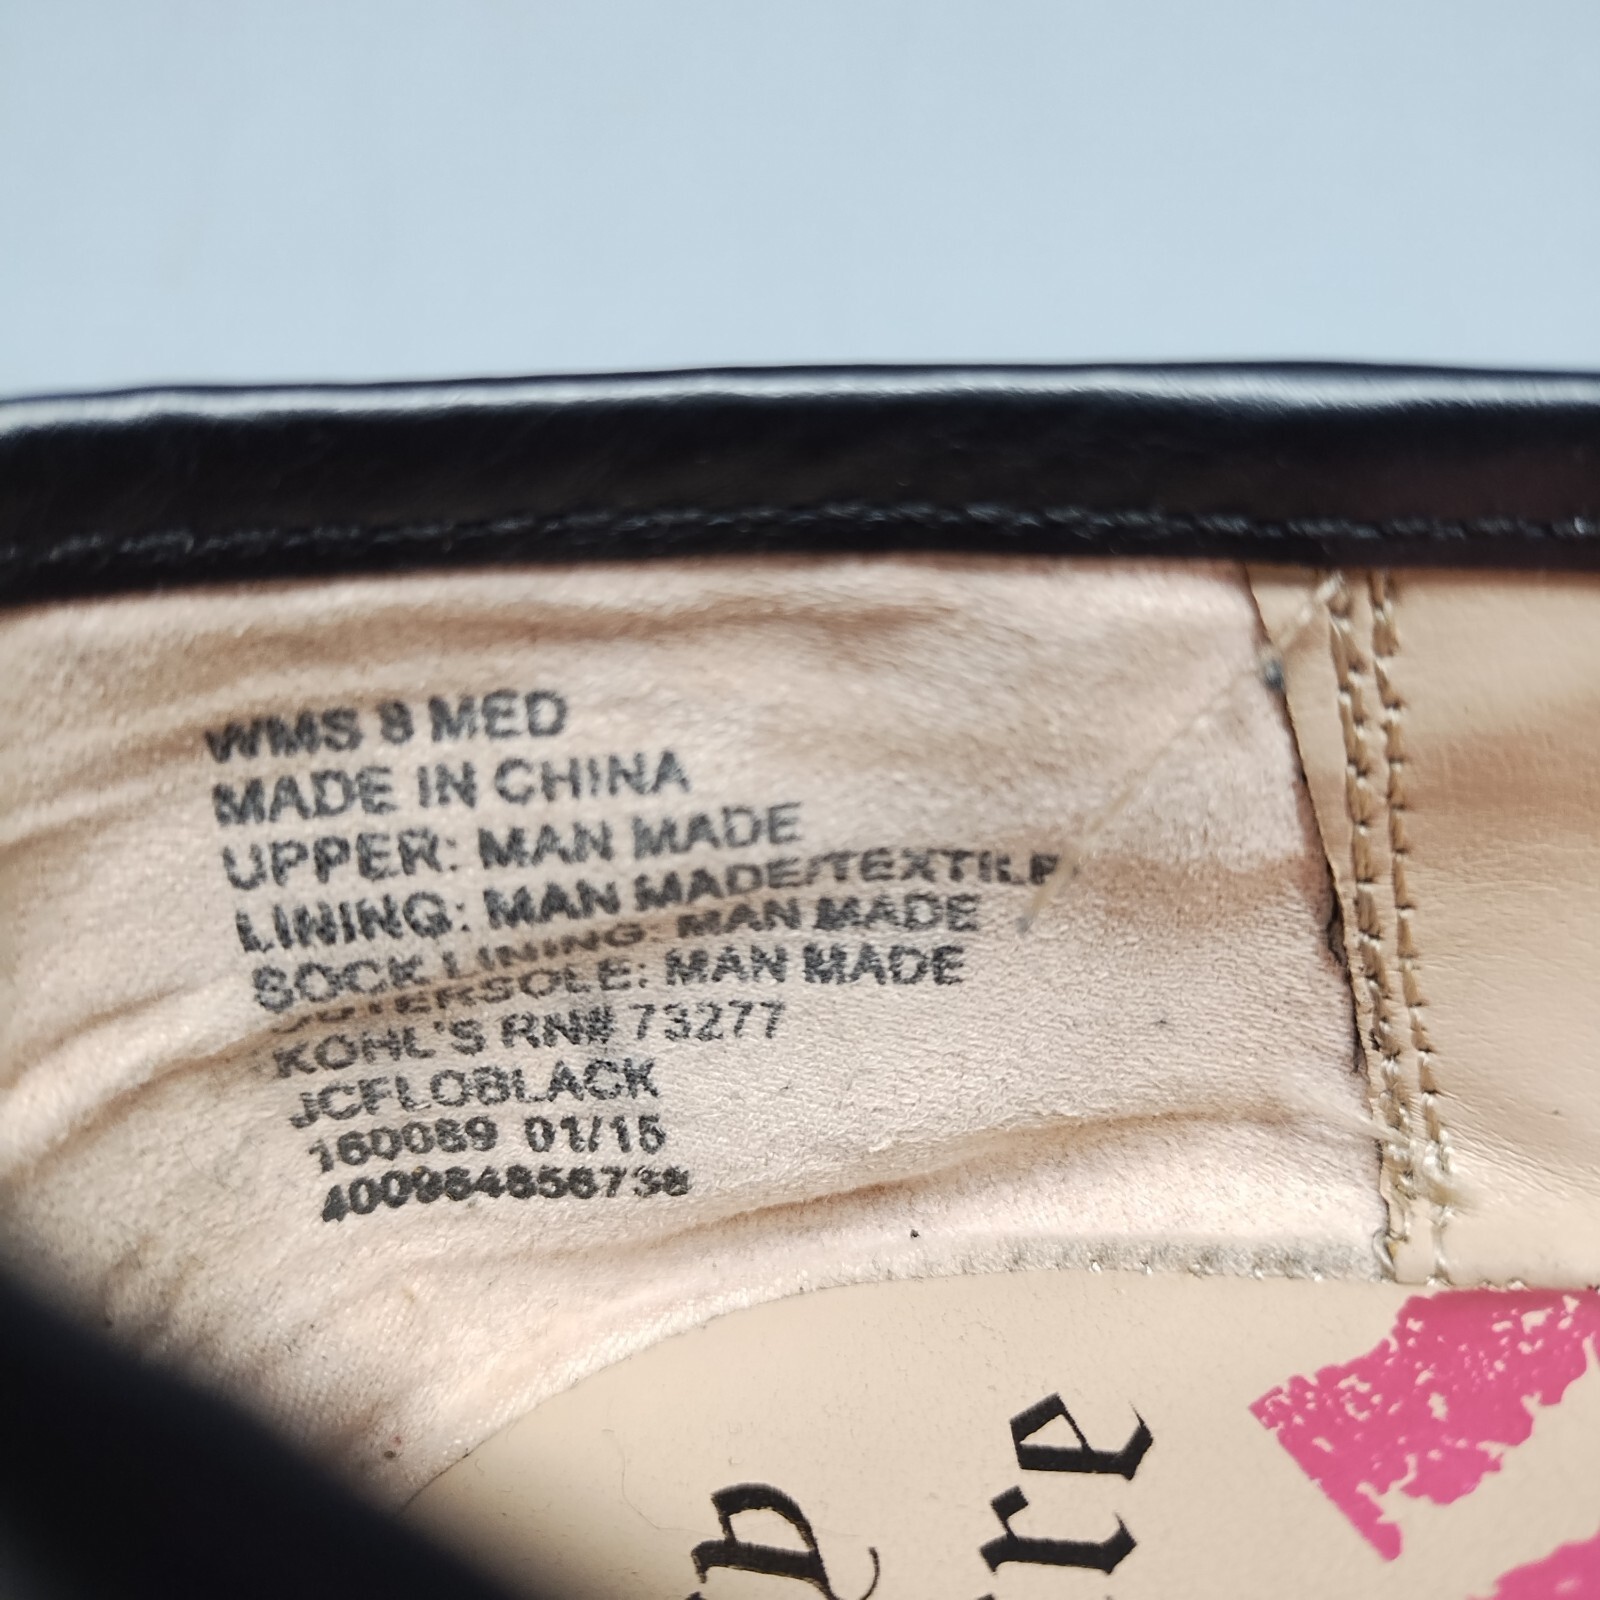 WMS 8 MED
MADE IN CHINA
UPPER: MAN MADE
LINING: MAN MADE/TEXTILE
SOCK LINING: MAN MADE
OUTERSOLE: MAN MADE
KOHL'S RN# 73277
JCFLOBLACK
160089 01/15
400984856738